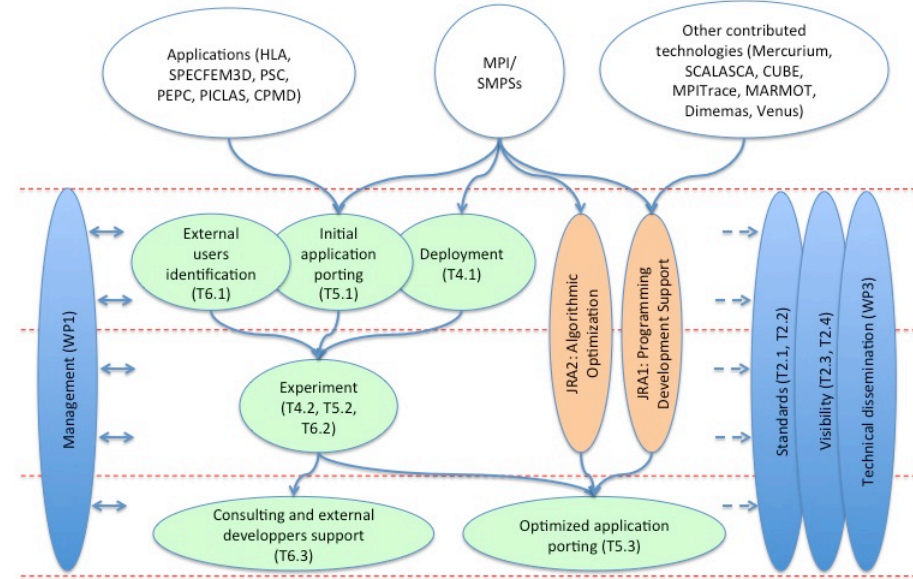 Applications (HLA,
SPECFEM3D, PSC,
PEPC, PICLAS, CPMD)
MPI/
SMPSs
Other contributed
technologies (Mercurium,
SCALASCA, CUBE,
MPITrace, MARMOT,
Dimemas, Venus)
Management (WP1)
External
users
identification
(T6.1)
Initial
application
porting
(T5.1)
Deployment
(T4.1)
JRA2: Algorithmic
Optimization
JRA1: Programming
Development Support
Standards (T2.1, T2.2)
Visibility (T2.3, T2.4)
Technical dissemination (WP3)
Experiment
(T4.2, T5.2,
T6.2)
Consulting and external
developpers support
(T6.3)
Optimized application
porting (T5.3)